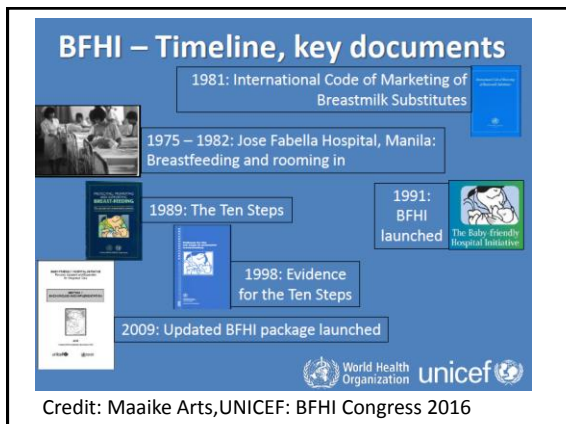 BFHI – Timeline, key documents
1981: International Code of Marketing of
Breastmilk Substitutes
1975 – 1982: Jose Fabella Hospital, Manila:
Breastfeeding and rooming in
1989: The Ten Steps
1991:
BFHI
launched
The Baby-friendly
Hospital Initiative
1998: Evidence
for the Ten Steps
2009: Updated BFHI package launched
World Health
Organization
unicef
Credit: Maaike Arts,UNICEF: BFHI Congress 2016